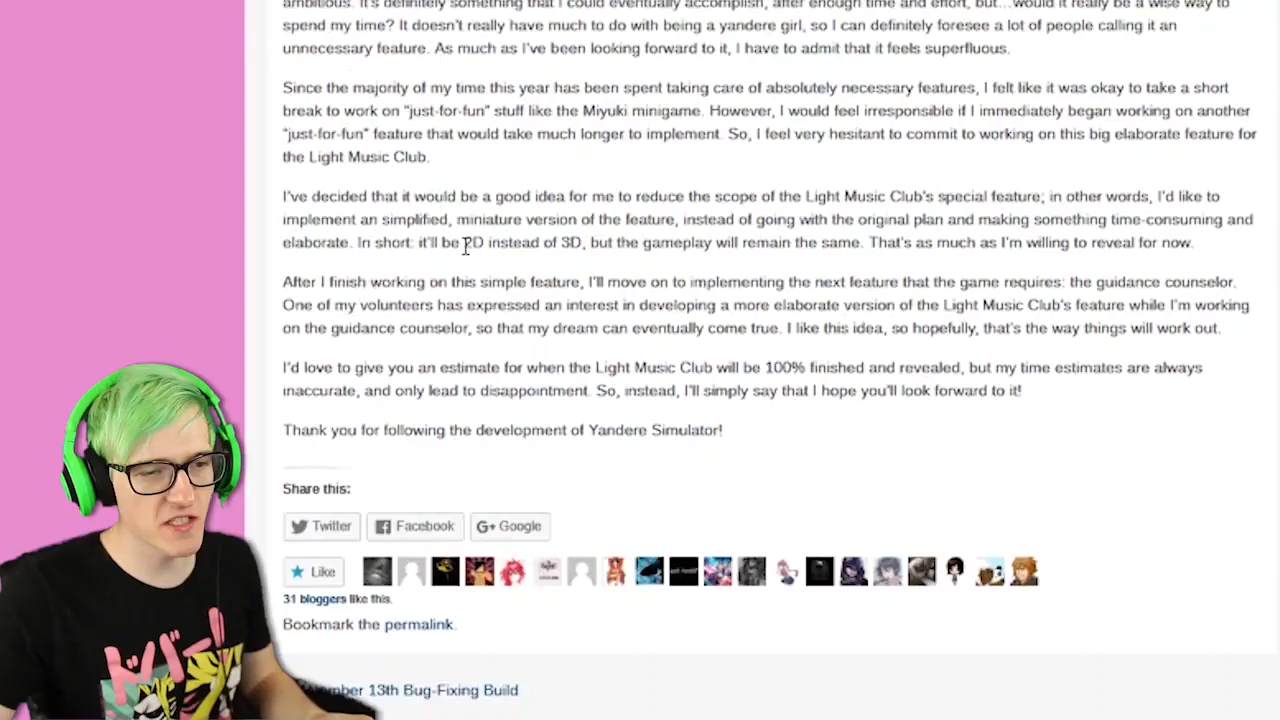 ambitious. It's definitely something that I could eventually accomplish, after enough time and effort, but...would it really be a wise way to
spend my time? It doesn't really have much to do with being a yandere girl, so I can definitely foresee a lot of people calling it an
unnecessary feature. As much as I've been looking forward to it, I have to admit that it feels superfluous.
Since the majority of my time this year has been spent taking care of absolutely necessary features, I felt like it was okay to take a short
break to work on "just-for-fun" stuff like the Miyuki minigame. However, I would feel irresponsible if I immediately began working on another
"just-for-fun" feature that would take much longer to implement. So, I feel very hesitant to commit to working on this big elaborate feature for
the Light Music Club.
I've decided that it would be a good idea for me to reduce the scope of the Light Music Club's special feature; in other words, I'd like to
implement an simplified, miniature version of the feature, instead of going with the original plan and making something time-consuming and
elaborate. In short: it'll be 2D instead of 3D, but the gameplay will remain the same. That's as much as I'm willing to reveal for now.
After I finish working on this simple feature, I'll move on to implementing the next feature that the game requires: the guidance counselor.
One of my volunteers has expressed an interest in developing a more elaborate version of the Light Music Club's feature while I'm working
on the guidance counselor, so that my dream can eventually come true. I like this idea, so hopefully, that's the way things will work out.
I'd love to give you an estimate for when the Light Music Club will be 100% finished and revealed, but my time estimates are always
inaccurate, and only lead to disappointment. So, instead, I'll simply say that I hope you'll look forward to it!
Thank you for following the development of Yandere Simulator!
Share this:
Twitter
Facebook
G+ Google
Like
31 bloggers like this.
Bookmark the permalink.
13th Bug-Fixing Build
ドバー!